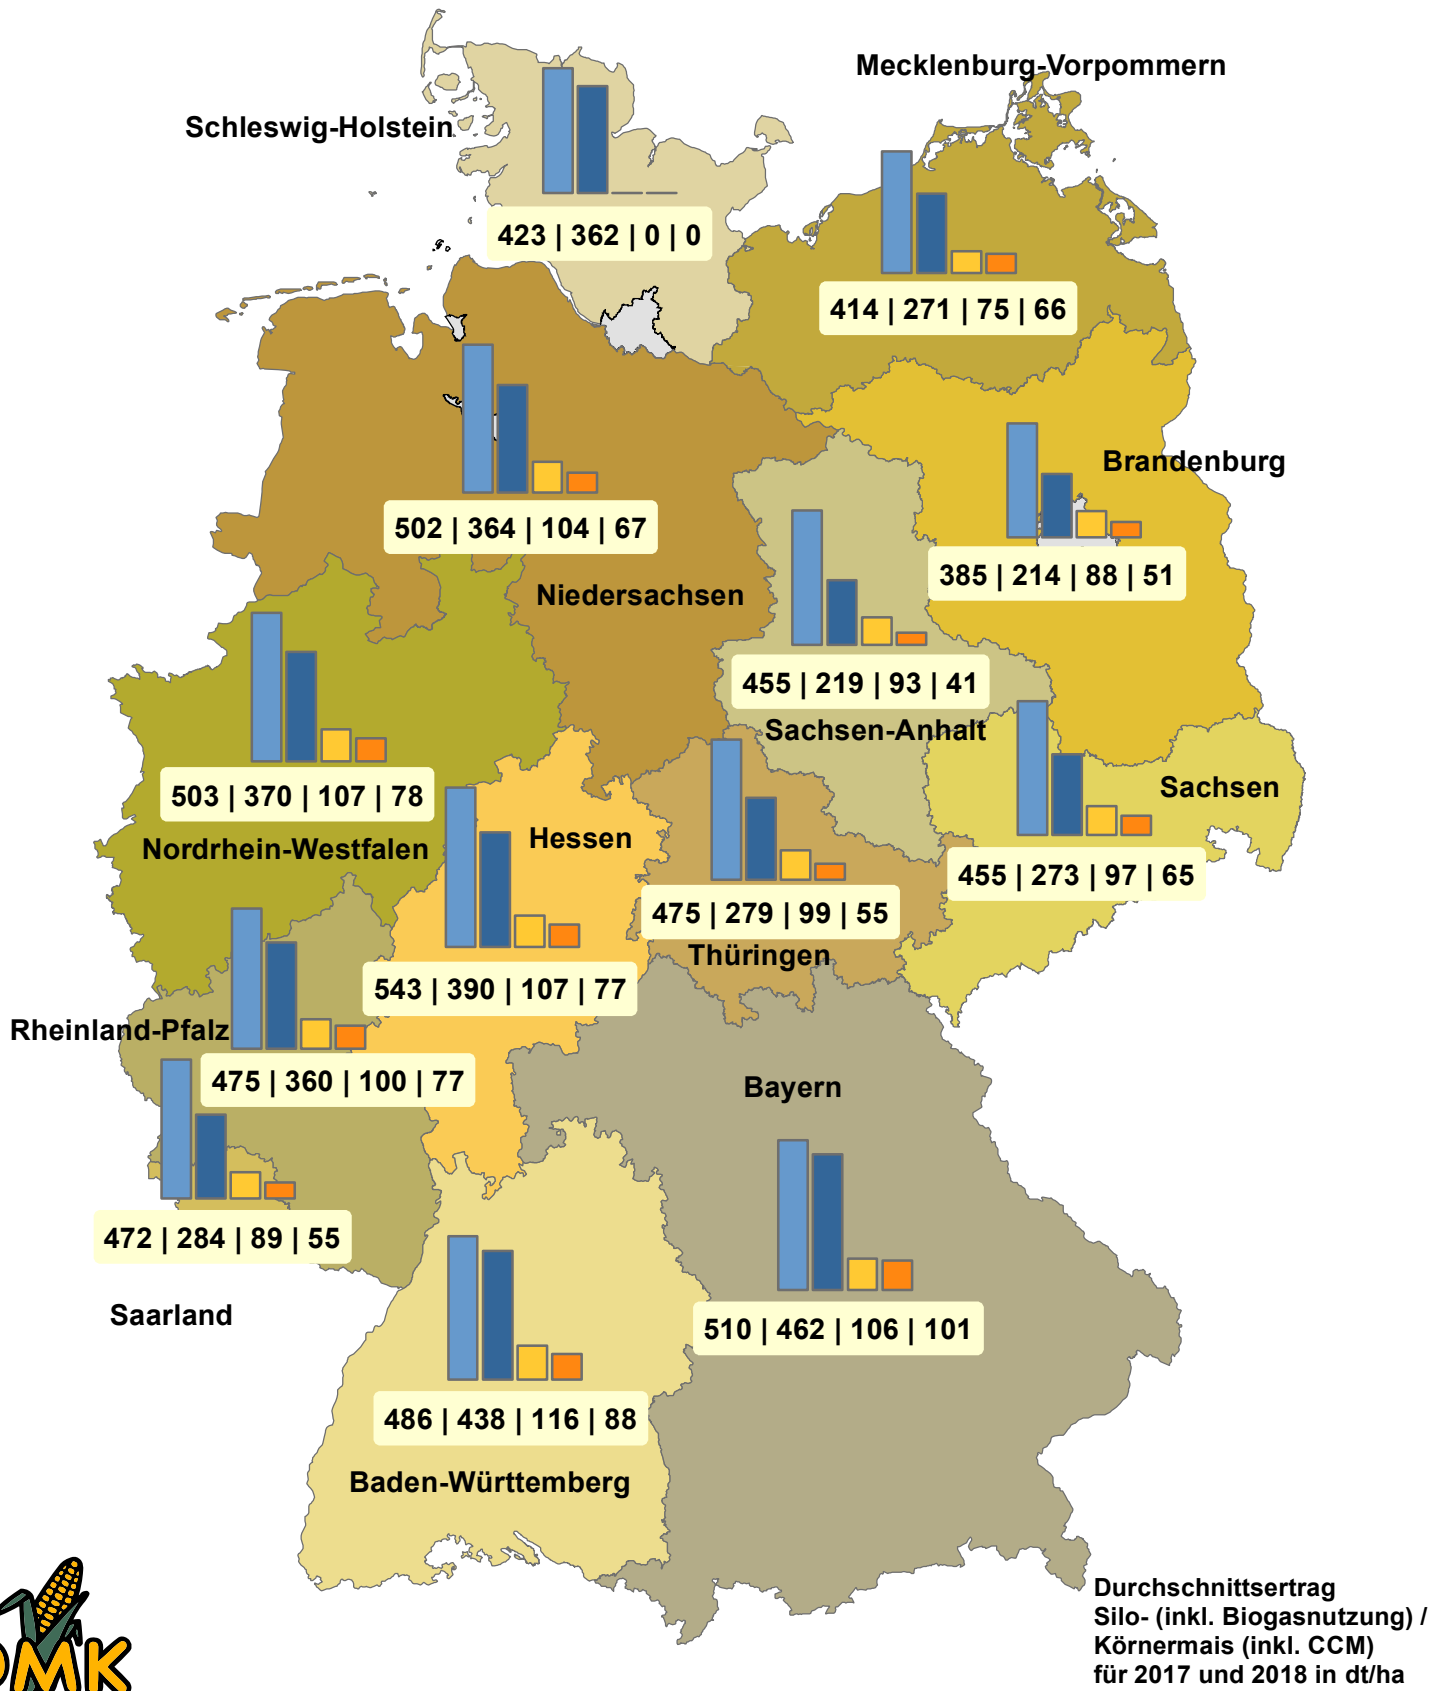 Mecklenburg-Vorpommern
Schleswig-Holstein
423 | 362 | 0 | 0
414 | 271 | 75 | 66
Brandenburg
502 | 364 | 104 | 67
385 | 214 | 88 | 51
Niedersachsen
455 | 219 | 93 | 41
Sachsen-Anhalt
Sachsen
503 | 370 | 107 | 78
Nordrhein-Westfalen
Hessen
455 | 273 | 97 | 65
475 | 279 | 99 | 55
Thüringen
543 | 390 | 107 | 77
Rheinland-Pfalz
475 | 360 | 100 | 77
Bayern
472 | 284 | 89 | 55
Saarland
510 | 462 | 106 | 101
486 | 438 | 116 | 88
Baden-Württemberg
DMK
Durchschnittsertrag
Silo- (inkl. Biogasnutzung) /
Körnermais (inkl. CCM)
für 2017 und 2018 in dt/ha